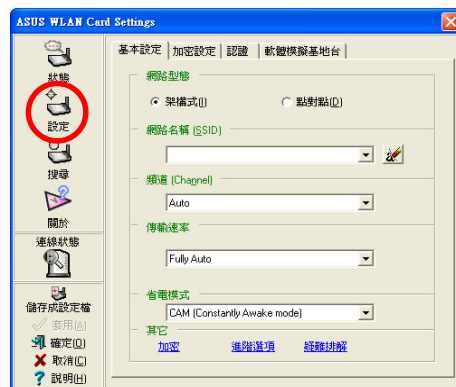 ASUS WLAN Card Settings
狀態
設定
搜尋
關於
連線狀態
儲存成設定檔
套用(A)
確定(O)
取消(C)
說明(H)
基本設定 加密設定 認證 軟體模擬基地台
網路型態
架構式(I) 點對點(D)
網路名稱 (SSID)
頻道 (Channel)
Auto
傳輸速率
Fully Auto
省電模式
CAM (Constantly Awake mode)
其它
加密 進階選項 疑難排解